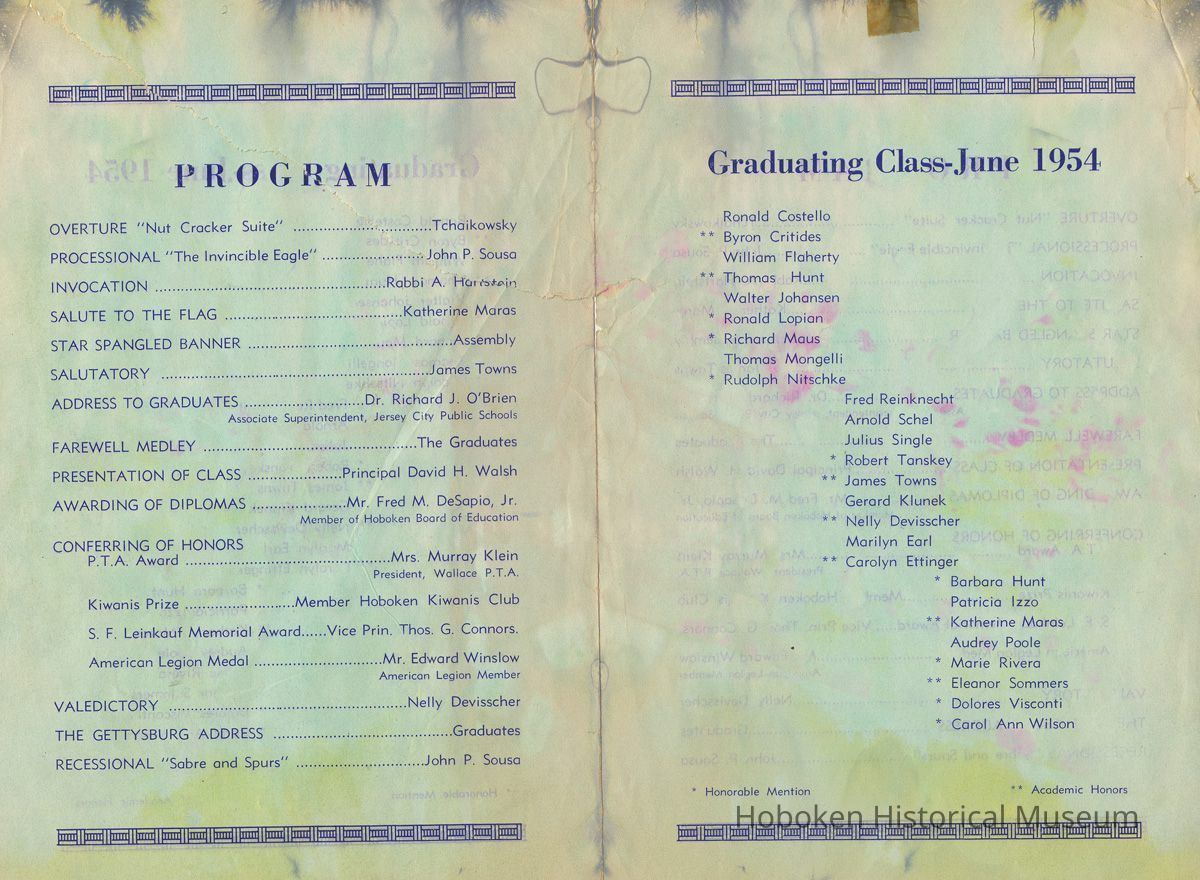 PROGRAM
OVERTURE "Nut Cracker Suite" ..................................Tchaikowsky
PROCESSIONAL "The Invincible Eagle" .........................John P. Sousa
INVOCATION .........................................................Rabbi A. Hartstein
SALUTE TO THE FLAG ............................................Katherine Maras
STAR SPANGLED BANNER ...................................................Assembly
SALUTATORY ..................................................................James Towns
ADDRESS TO GRADUATES ..............................Dr. Richard J. O'Brien
Associate Superintendent, Jersey City Public Schools
FAREWELL MEDLEY .....................................................The Graduates
PRESENTATION OF CLASS .......................Principal David H. Walsh
AWARDING OF DIPLOMAS .......................Mr. Fred M. DeSapio, Jr.
Member of Hoboken Board of Education
CONFERRING OF HONORS
P.T.A. Award ...................................................Mrs. Murray Klein
President, Wallace P.T.A.
Kiwanis Prize ...........................Member Hoboken Kiwanis Club
S. F. Leinkauf Memorial Award......Vice Prin. Thos. G. Connors.
American Legion Medal ................................Mr. Edward Winslow
American Legion Member
VALEDICTORY ...........................................................Nelly Devisscher
THE GETTYSBURG ADDRESS ............................................Graduates
RECESSIONAL "Sabre and Spurs" ................................John P. Sousa
Graduating Class-June 1954
Ronald Costello
** Byron Critides
William Flaherty
** Thomas Hunt
Walter Johansen
* Ronald Lopian
* Richard Maus
Thomas Mongelli
* Rudolph Nitschke
Fred Reinknecht
Arnold Schel
Julius Single
* Robert Tanskey
** James Towns
Gerard Klunek
** Nelly Devisscher
Marilyn Earl
** Carolyn Ettinger
* Barbara Hunt
Patricia Izzo
** Katherine Maras
Audrey Poole
* Marie Rivera
** Eleanor Sommers
* Dolores Visconti
* Carol Ann Wilson
* Honorable Mention ** Academic Honors
Hoboken Historical Museum